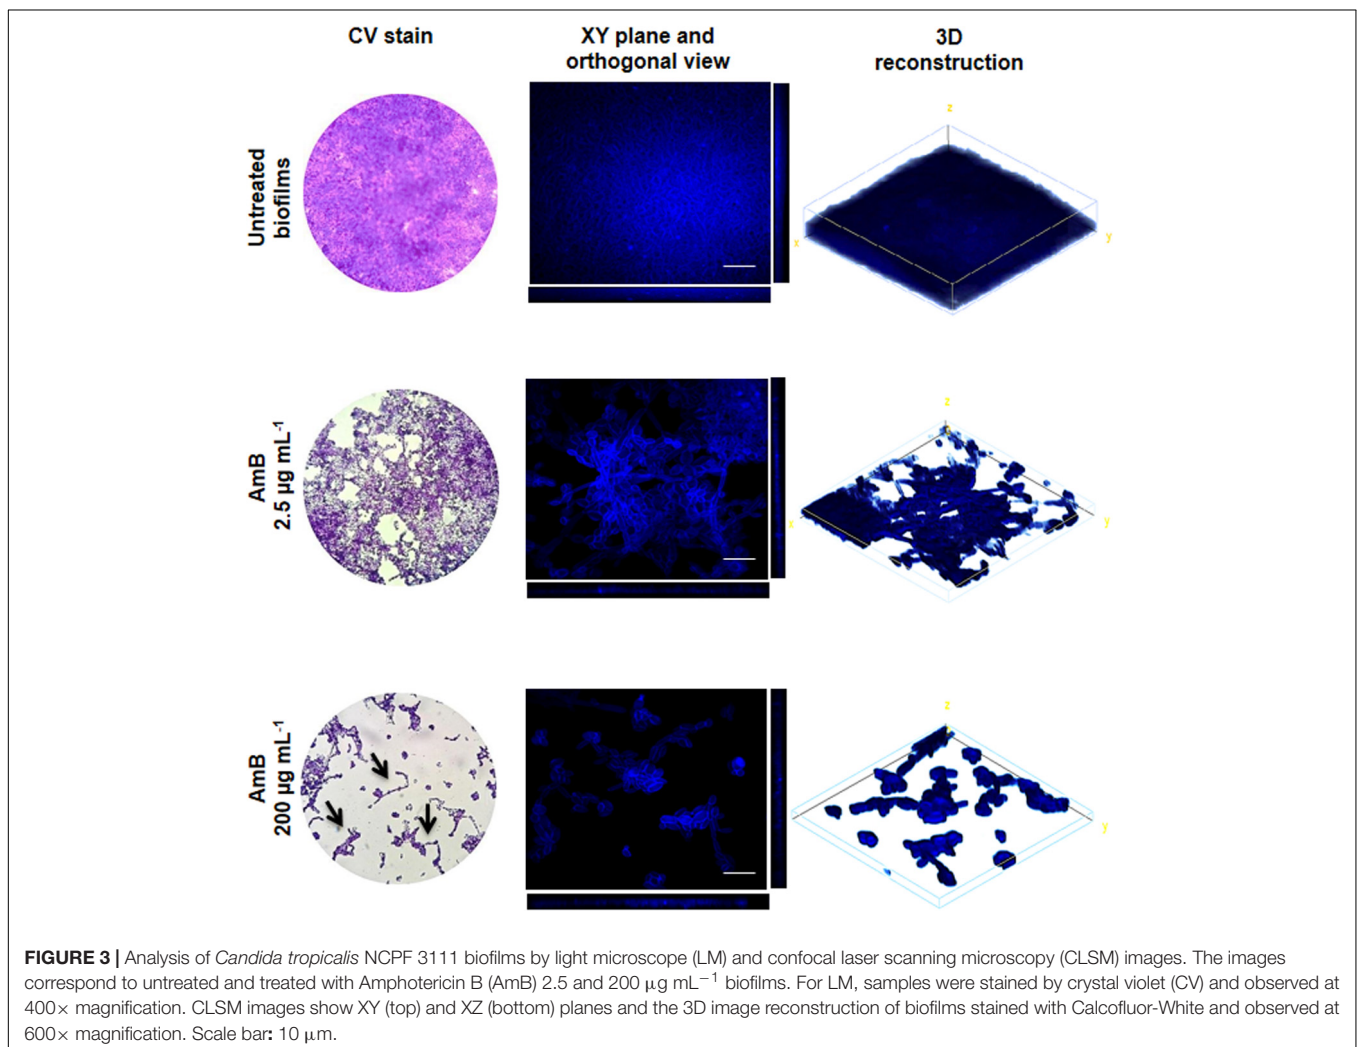 CV stain
XY plane and
orthogonal view
3D
reconstruction
Untreated
biofilms
z
x
y
AmB
2.5 µg mL⁻¹
z
x
y
AmB
200 µg mL⁻¹
z
y
FIGURE 3 | Analysis of Candida tropicalis NCPF 3111 biofilms by light microscope (LM) and confocal laser scanning microscopy (CLSM) images. The images
correspond to untreated and treated with Amphotericin B (AmB) 2.5 and 200 µg mL⁻¹ biofilms. For LM, samples were stained by crystal violet (CV) and observed at
400× magnification. CLSM images show XY (top) and XZ (bottom) planes and the 3D image reconstruction of biofilms stained with Calcofluor-White and observed at
600× magnification. Scale bar: 10 µm.